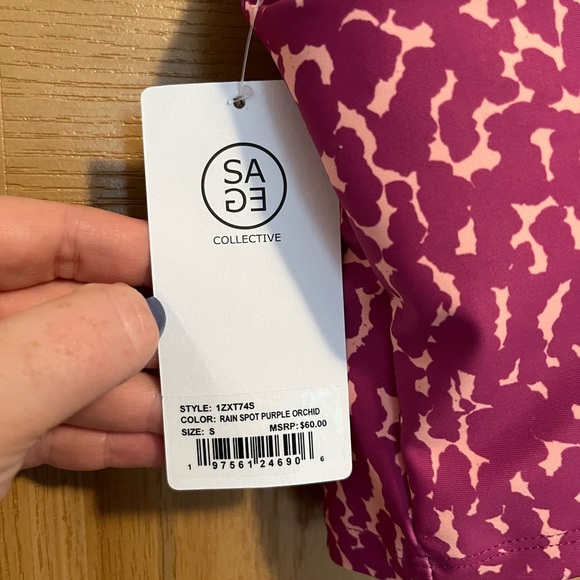 SA
GE
COLLECTIVE
STYLE: 1ZXT74S
COLOR: RAIN SPOT PURPLE ORCHID
SIZE: S MSRP: $60.00
1 97561 24690 6